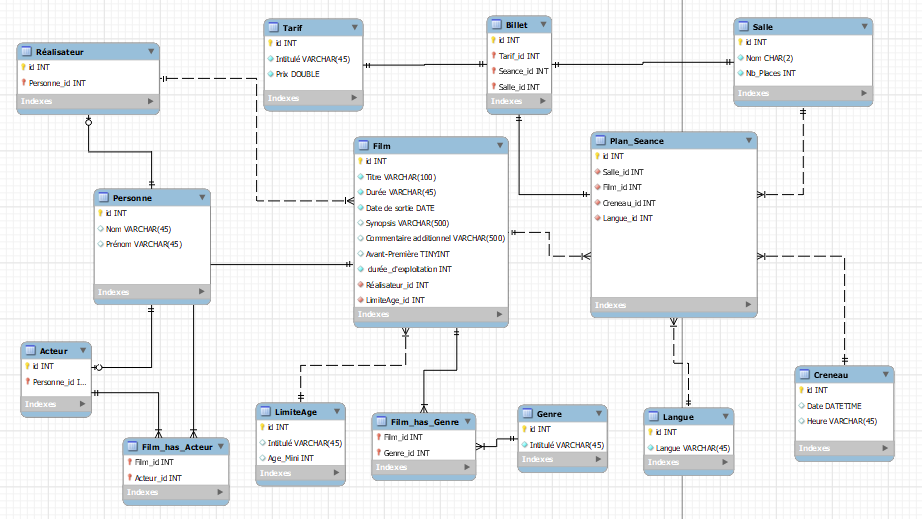 Réalisateur
id INT
Personne_id INT
Indexes
Tarif
id INT
Intitulé VARCHAR(45)
Prix DOUBLE
Indexes
Billet
id INT
Tarif_id INT
Seance_id INT
Salle_id INT
Indexes
Salle
id INT
Nom CHAR(2)
Nb_Places INT
Indexes
Personne
id INT
Nom VARCHAR(45)
Prénom VARCHAR(45)
Indexes
Film
id INT
Titre VARCHAR(100)
Durée VARCHAR(45)
Date de sortie DATE
Synopsis VARCHAR(500)
Commentaire additionnel VARCHAR(500)
Avant-Première TINYINT
durée_d'exploitation INT
Réalisateur_id INT
LimiteAge_id INT
Indexes
Plan_Seance
id INT
Salle_id INT
Film_id INT
Creneau_id INT
Langue_id INT
Indexes
Acteur
id INT
Personne_id I...
Indexes
Film_has_Acteur
Film_id INT
Acteur_id INT
Indexes
LimiteAge
id INT
Intitulé VARCHAR(45)
Age_Mini INT
Indexes
Film_has_Genre
Film_id INT
Genre_id INT
Indexes
Genre
id INT
Intitulé VARCHAR(45)
Indexes
Langue
id INT
Langue VARCHAR(45)
Indexes
Creneau
id INT
Date DATETIME
Heure VARCHAR(45)
Indexes